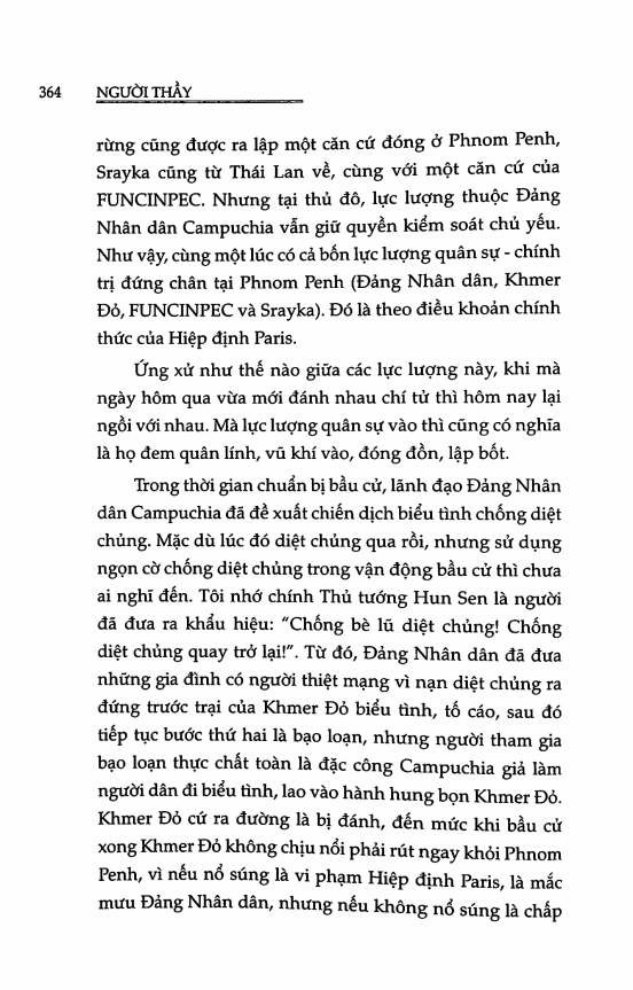 364 NGƯỜI THẦY
rừng cũng được ra lập một căn cứ đóng ở Phnom Penh,
Srayka cũng từ Thái Lan về, cùng với một căn cứ của
FUNCINPEC. Nhưng tại thủ đô, lực lượng thuộc Đảng
Nhân dân Campuchia vẫn giữ quyền kiểm soát chủ yếu.
Như vậy, cùng một lúc có cả bốn lực lượng quân sự - chính
trị đứng chân tại Phnom Penh (Đảng Nhân dân, Khmer
Đỏ, FUNCINPEC và Srayka). Đó là theo điều khoản chính
thức của Hiệp định Paris.
Ứng xử như thế nào giữa các lực lượng này, khi mà
ngày hôm qua vừa mới đánh nhau chí tử thì hôm nay lại
ngồi với nhau. Mà lực lượng quân sự vào thì cũng có nghĩa
là họ đem quân lính, vũ khí vào, đóng đồn, lập bốt.
Trong thời gian chuẩn bị bầu cử, lãnh đạo Đảng Nhân
dân Campuchia đã đề xuất chiến dịch biểu tình chống diệt
chủng. Mặc dù lúc đó diệt chủng qua rồi, nhưng sử dụng
ngọn cờ chống diệt chủng trong vận động bầu cử thì chưa
ai nghĩ đến. Tôi nhớ chính Thủ tướng Hun Sen là người
đã đưa ra khẩu hiệu: "Chống bè lũ diệt chủng! Chống
diệt chủng quay trở lại!". Từ đó, Đảng Nhân dân đã đưa
những gia đình có người thiệt mạng vì nạn diệt chủng ra
đứng trước trại của Khmer Đỏ biểu tình, tố cáo, sau đó
tiếp tục bước thứ hai là bạo loạn, nhưng người tham gia
bạo loạn thực chất toàn là đặc công Campuchia giả làm
người dân đi biểu tình, lao vào hành hung bọn Khmer Đỏ.
Khmer Đỏ cứ ra đường là bị đánh, đến mức khi bầu cử
xong Khmer Đỏ không chịu nổi phải rút ngay khỏi Phnom
Penh, vì nếu nổ súng là vi phạm Hiệp định Paris, là mắc
mưu Đảng Nhân dân, nhưng nếu không nổ súng là chấp